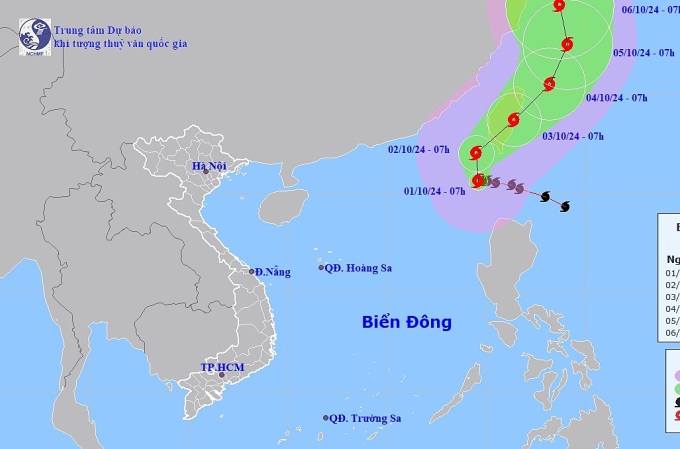 Trung tâm Dự báo
khí tượng thuỷ văn quốc gia
NCHMF
06/10/24 - 07h
05/10/24 - 07h
04/10/24 - 07h
03/10/24 - 07h
02/10/24 - 07h
01/10/24 - 07h
Hà Nội
Đ.Nẵng
QĐ. Hoàng Sa
Biển Đông
TP.HCM
QĐ. Trường Sa
Ng
01/
02/
03/
04/
05/
06/